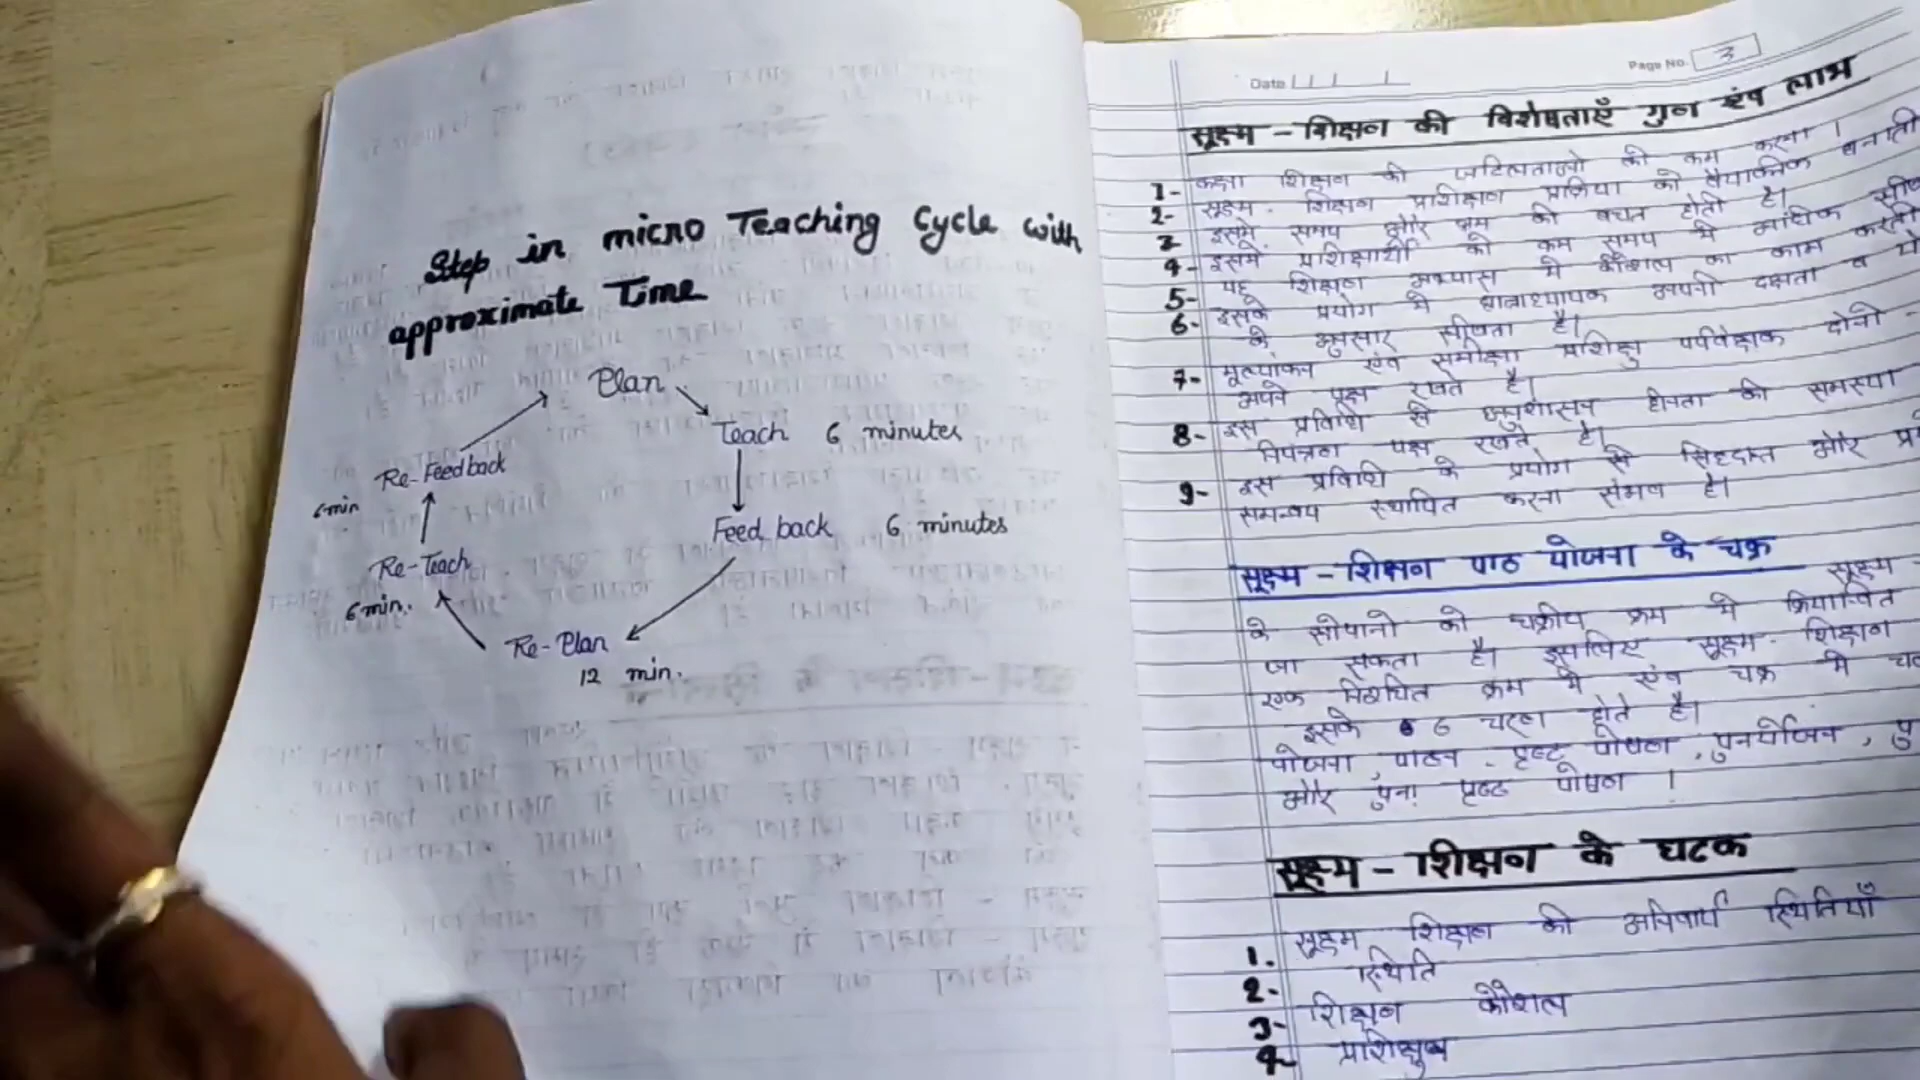 Step in micro Teaching Cycle with
approximate Time
Plan
Teach 6 minutes
Feed back 6 minutes
Re-Plan
12 min.
Re-Teach
6 min.
Re-Feedback
6 min
Date
Page No. 3
सूक्ष्म - शिक्षण की विशेषताएँ गुण एंव लाभ
1- कक्षा शिक्षण की जटिलताओ को कम करना ।
2- सूक्ष्म - शिक्षण प्रशिक्षण प्रक्रिया को वैयाक्तिक बनाती
3 इसमे समय और श्रम की बचत होती है।
4- इसमें प्रशिक्षार्थी को कम समय मे अधिक
5- यह शिक्षण अभ्यास मे कौशल का काम करती
6- इसके प्रयोग मे छात्राध्यापक अपनी दक्षता व
के अनुसार सीखता है।
7- मूल्यांकन एंव समीक्षा प्रशिक्षु पर्यवेक्षक दोनो
अपने पक्ष रखते है।
8- इस प्रविधि से अनुशासन हीनता की समस्या
नियंत्रण पक्ष रखते है।
9- इस प्रविधि के प्रयोग से सिद्दान्त और
समन्वय स्थापित करना संभव है।
सूक्ष्म - शिक्षण पाठ योजना के चक्र
सूक्ष्म -
के सोपानो को चक्रीय क्रम मे क्रियान्वित
जा सकता है। इसलिए सूक्ष्म - शिक्षण
एक निश्चित क्रम मे एंव चक्र मे
इसके 6 चरण होते है।
योजना, पाठन - पृष्ट पोषण, पुनर्योजन,
और पुनः पृष्ट पोषण ।
सूक्ष्म - शिक्षण के घटक
1. सूक्ष्म शिक्षण की अनिवार्य स्थितियाँ
2. स्थिति
3- शिक्षण कौशल
4- प्रशिक्षुक